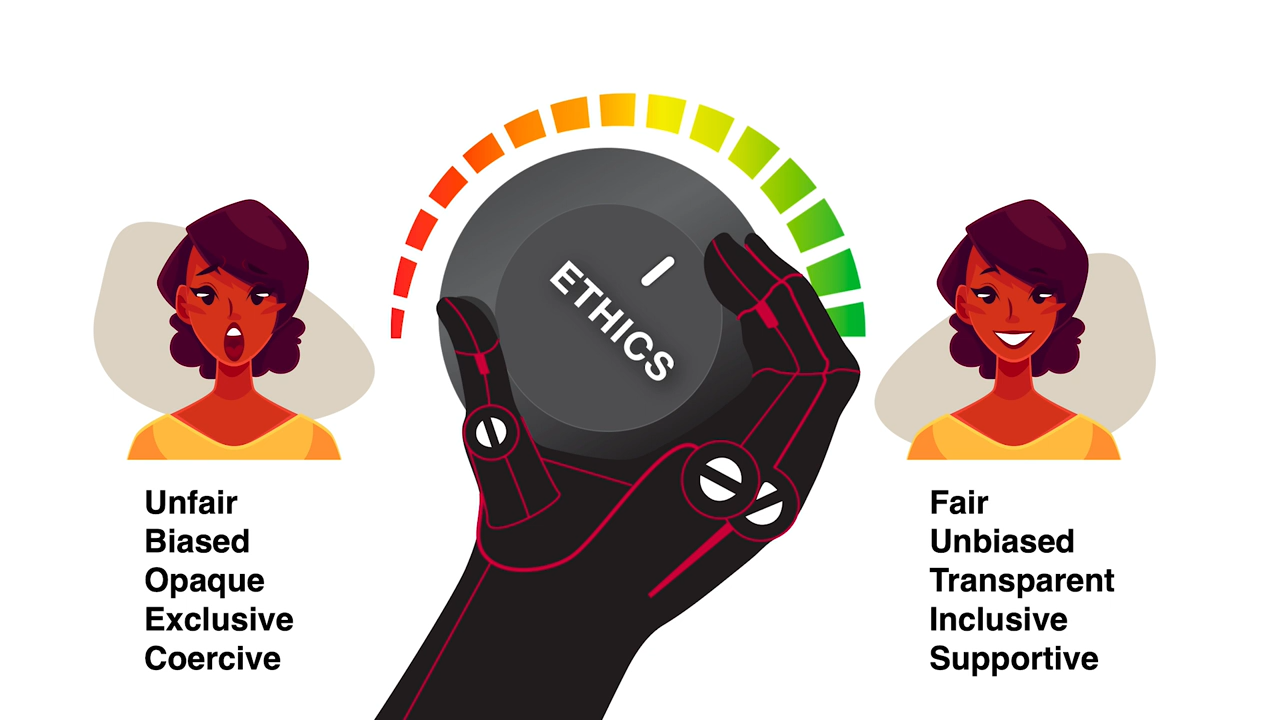 ETHICS
Unfair
Biased
Opaque
Exclusive
Coercive
Fair
Unbiased
Transparent
Inclusive
Supportive